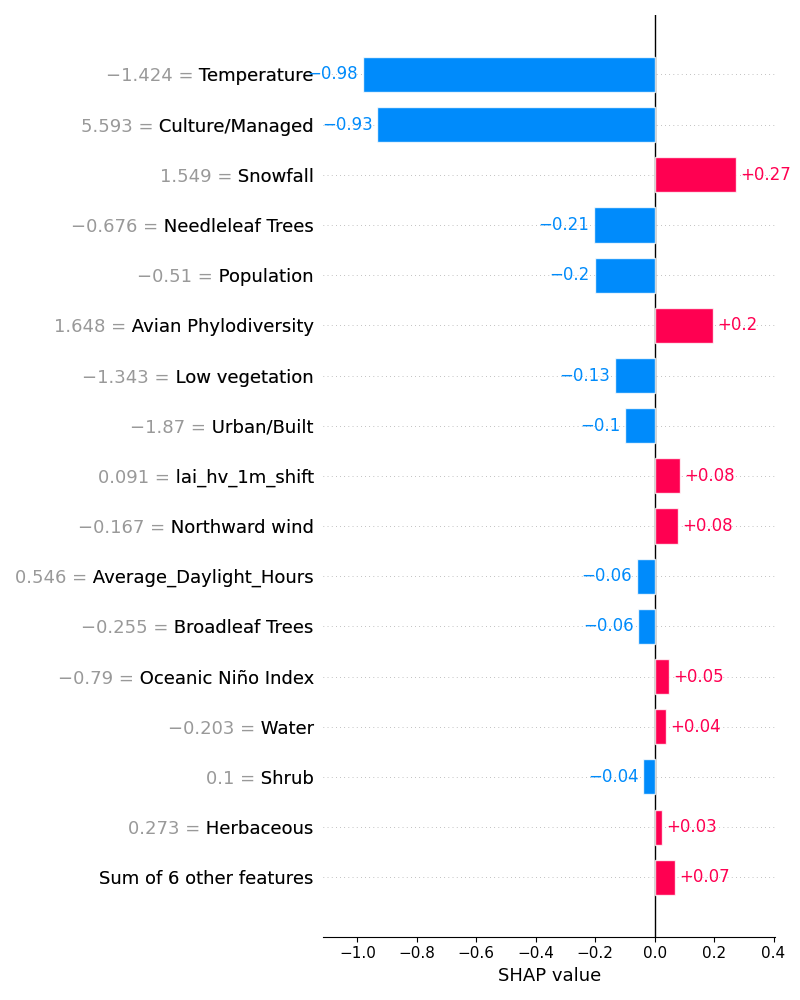 −1.424 = Temperature −0.98
5.593 = Culture/Managed −0.93
1.549 = Snowfall +0.27
−0.676 = Needleleaf Trees −0.21
−0.51 = Population −0.2
1.648 = Avian Phylodiversity +0.2
−1.343 = Low vegetation −0.13
−1.87 = Urban/Built −0.1
0.091 = lai_hv_1m_shift +0.08
−0.167 = Northward wind +0.08
0.546 = Average_Daylight_Hours −0.06
−0.255 = Broadleaf Trees −0.06
−0.79 = Oceanic Niño Index +0.05
−0.203 = Water +0.04
0.1 = Shrub −0.04
0.273 = Herbaceous +0.03
Sum of 6 other features +0.07
−1.0 −0.8 −0.6 −0.4 −0.2 0.0 0.2 0.4
SHAP value